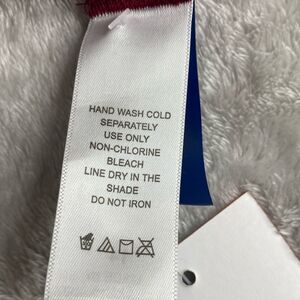 HAND WASH COLD
SEPARATELY
USE ONLY
NON-CHLORINE
BLEACH
LINE DRY IN THE
SHADE
DO NOT IRON